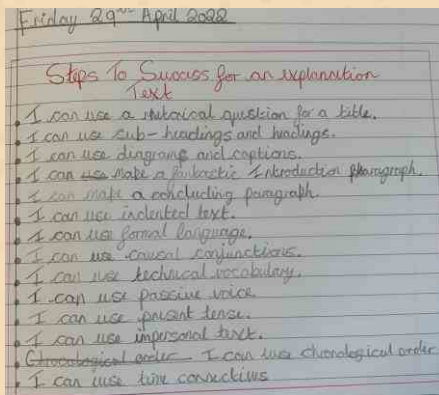 Friday 29th April 2022
Steps To Success for an explanation
Text
• I can use a rhetorical question for a title.
• I can use sub-headings and headings.
• I can use diagrams and captions.
• I can use make a fantastic Introduction pharagraph.
• I can make a concluding paragraph.
• I can use indented text.
• I can use formal language.
• I can use causal conjunctions.
• I can use technical vocabulary.
• I can use passive voice
• I can use present tense.
• I can use impersonal text.
• Chrocological order I can use chronological order
• I can use time connectives